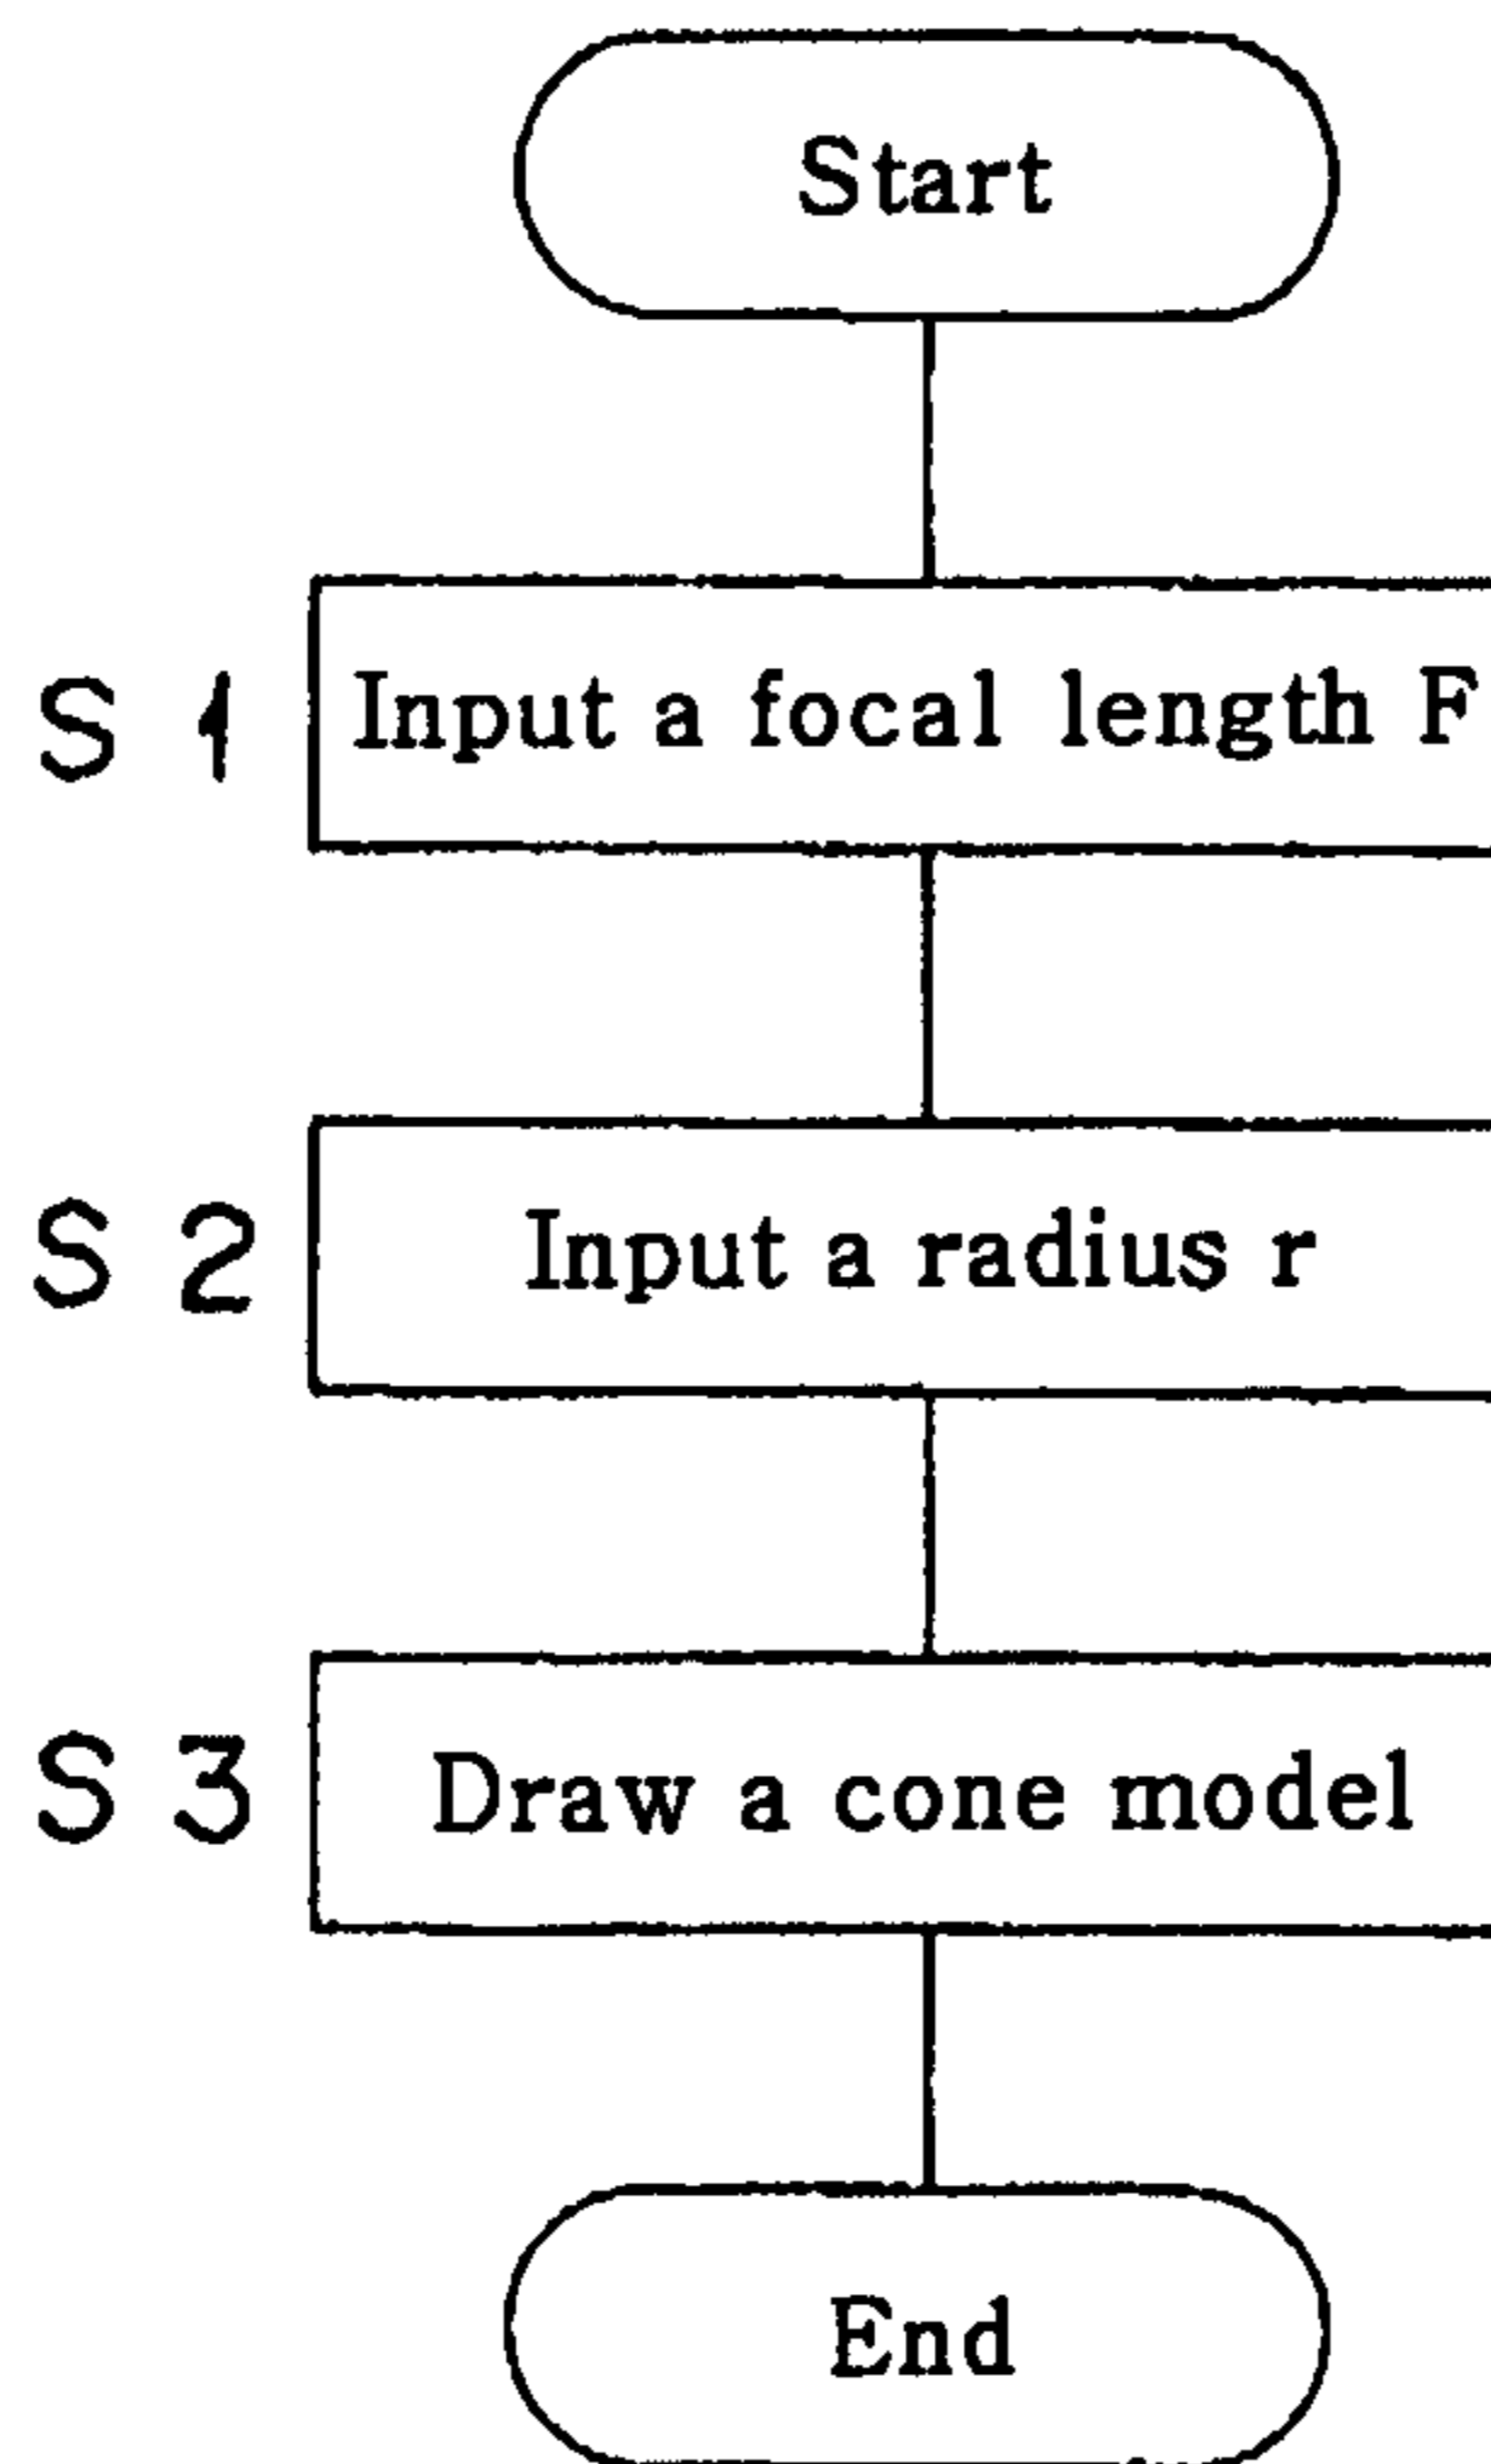 Start
S 1 Input a focal length F
S 2 Input a radius r
S 3 Draw a cone model
End